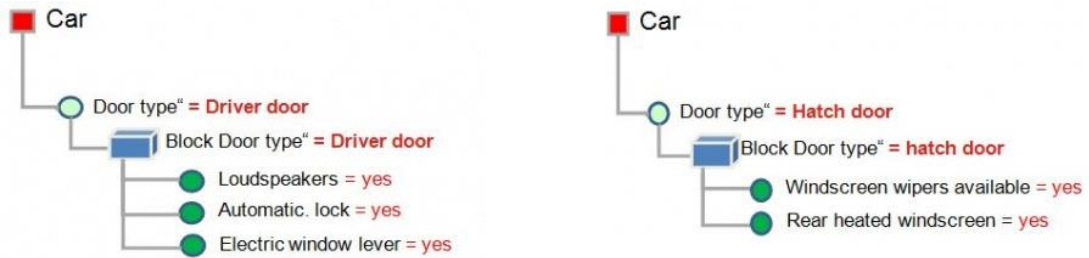 Car
Door type“ = Driver door
Block Door type“ = Driver door
Loudspeakers = yes
Automatic. lock = yes
Electric window lever = yes
Car
Door type“ = Hatch door
Block Door type“ = hatch door
Windscreen wipers available = yes
Rear heated windscreen = yes